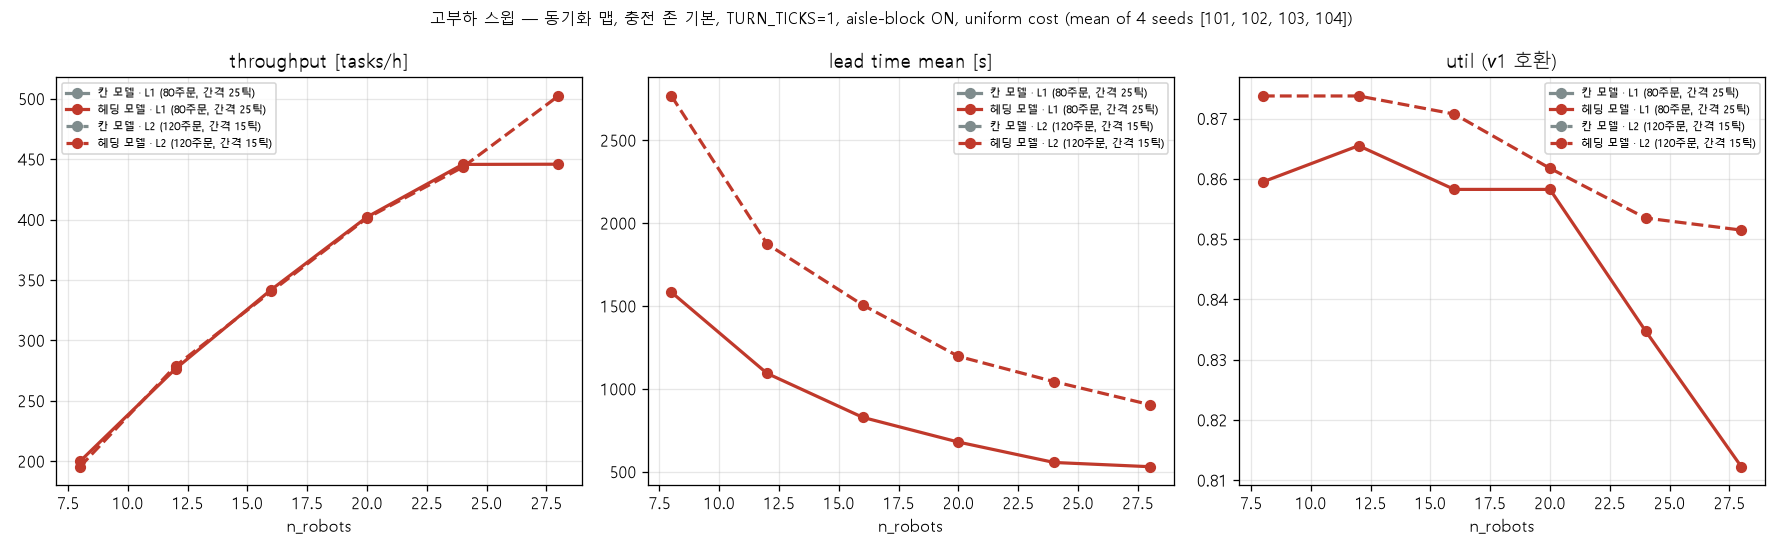 고부하 스윕 — 동기화 맵, 충전 존 기본, TURN_TICKS=1, aisle-block ON, uniform cost (mean of 4 seeds [101, 102, 103, 104])
throughput [tasks/h]
칸 모델 · L1 (80주문, 간격 25틱)
헤딩 모델 · L1 (80주문, 간격 25틱)
칸 모델 · L2 (120주문, 간격 15틱)
헤딩 모델 · L2 (120주문, 간격 15틱)
500
450
400
350
300
250
200
7.5 10.0 12.5 15.0 17.5 20.0 22.5 25.0 27.5
n_robots
lead time mean [s]
칸 모델 · L1 (80주문, 간격 25틱)
헤딩 모델 · L1 (80주문, 간격 25틱)
칸 모델 · L2 (120주문, 간격 15틱)
헤딩 모델 · L2 (120주문, 간격 15틱)
2500
2000
1500
1000
500
7.5 10.0 12.5 15.0 17.5 20.0 22.5 25.0 27.5
n_robots
util (v1 호환)
칸 모델 · L1 (80주문, 간격 25틱)
헤딩 모델 · L1 (80주문, 간격 25틱)
칸 모델 · L2 (120주문, 간격 15틱)
헤딩 모델 · L2 (120주문, 간격 15틱)
0.87
0.86
0.85
0.84
0.83
0.82
0.81
7.5 10.0 12.5 15.0 17.5 20.0 22.5 25.0 27.5
n_robots